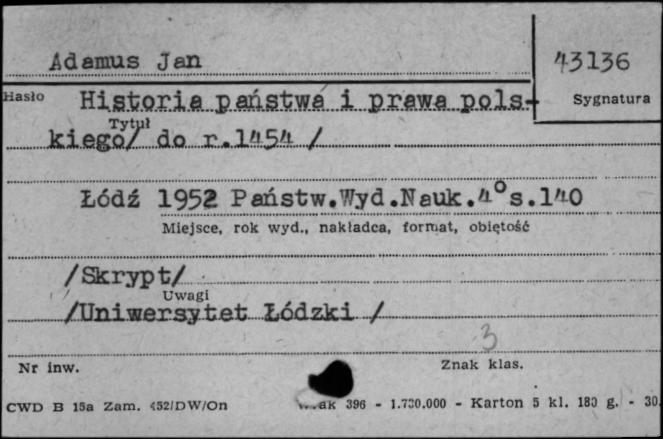 Adamus Jan
43136
Hasło
Historia państwa i prawa pols-
Sygnatura
Tytuł
kiego/ do r.1454 /
Łódź 1952 Państw.Wyd.Nauk.4°s.140
Miejsce, rok wyd., nakładca, format, objętość
/Skrypt/
Uwagi
/Uniwersytet Łódzki /
3
Nr inw.
Znak klas.
CWD B 15a Zam. 452/DW/On 396 - 1.700.000 - Karton 5 kl. 180 g. - 30.